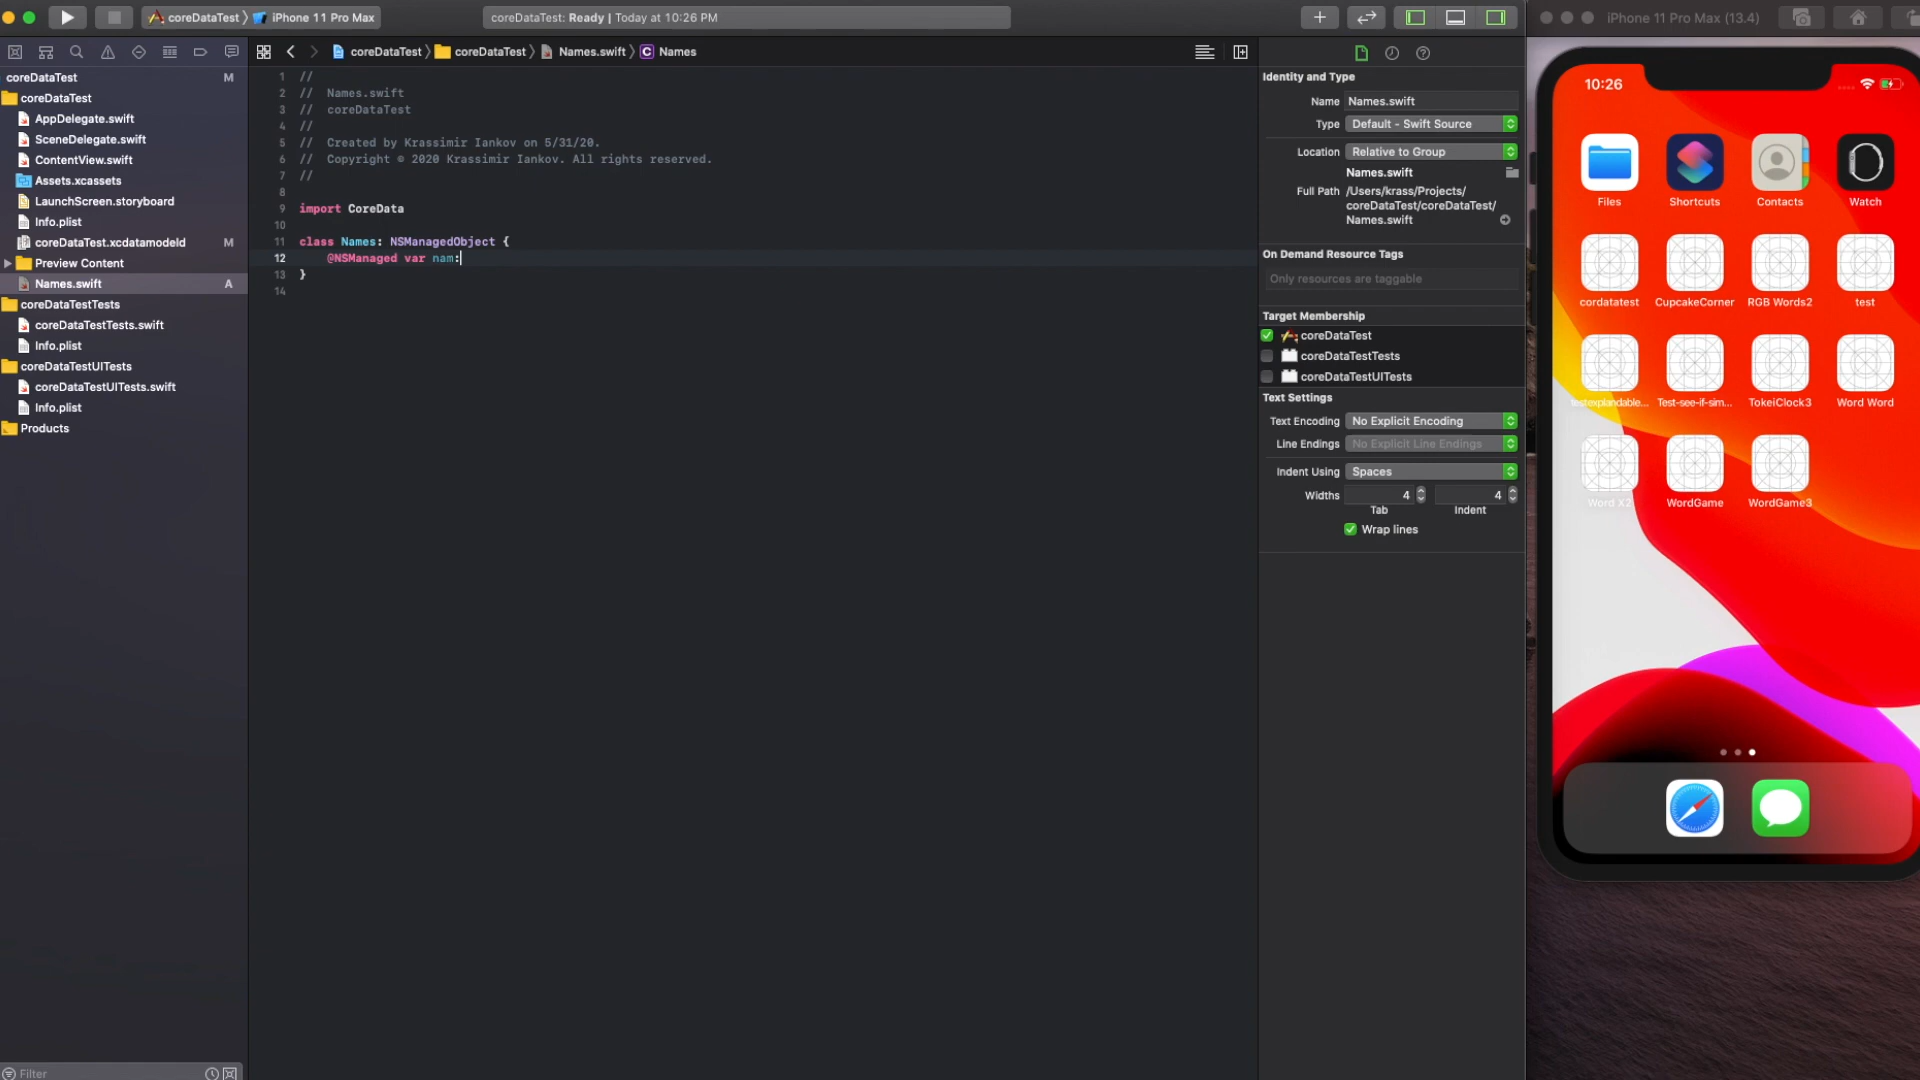 coreDataTest
iPhone 11 Pro Max
coreDataTest: Ready | Today at 10:26 PM
iPhone 11 Pro Max (13.4)
coreDataTest
coreDataTest
Names.swift
Names
coreDataTest M
coreDataTest
AppDelegate.swift
SceneDelegate.swift
ContentView.swift
Assets.xcassets
LaunchScreen.storyboard
Info.plist
coreDataTest.xcdatamodeld M
Preview Content
Names.swift A
coreDataTestTests
coreDataTestTests.swift
Info.plist
coreDataTestUITests
coreDataTestUITests.swift
Info.plist
Products
Filter
1 //
2 // Names.swift
3 // coreDataTest
4 //
5 // Created by Krassimir Iankov on 5/31/20.
6 // Copyright © 2020 Krassimir Iankov. All rights reserved.
7 //
8
9 import CoreData
10
11 class Names: NSManagedObject {
12 @NSManaged var nam:
13 }
14
Identity and Type
Name Names.swift
Type Default - Swift Source
Location Relative to Group
Names.swift
Full Path /Users/krass/Projects/
coreDataTest/coreDataTest/
Names.swift
On Demand Resource Tags
Only resources are taggable
Target Membership
coreDataTest
coreDataTestTests
coreDataTestUITests
Text Settings
Text Encoding No Explicit Encoding
Line Endings No Explicit Line Endings
Indent Using Spaces
Widths 4 4
Tab Indent
Wrap lines
10:26
Files Shortcuts Contacts Watch
cordatatest CupcakeCorner RGB Words2 test
testexplandable... Test-see-if-sim... TokeiClock3 Word Word
Word X2 WordGame WordGame3